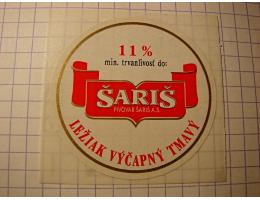 11%
min. trvanlivosť do:
ŠARIŠ
PIVOVAR ŠARIŠ A.S.
LEŽIAK VÝČAPNÝ TMAVÝ